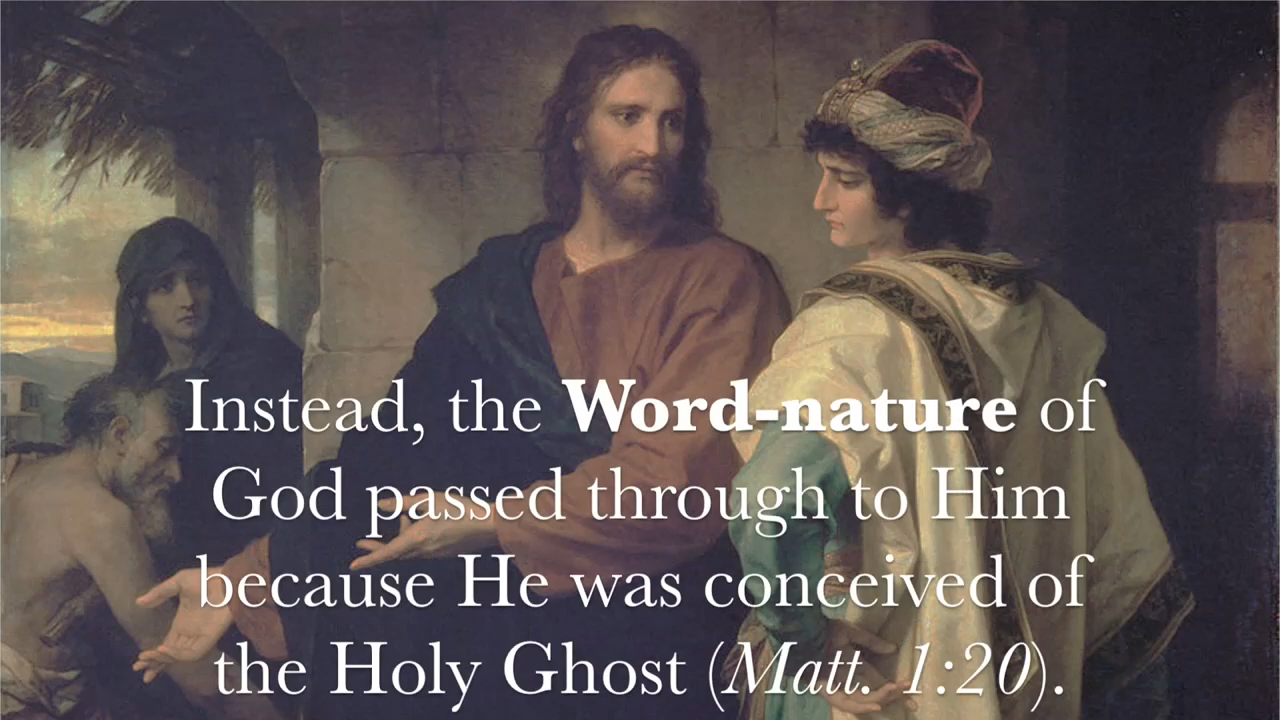 Instead, the Word-nature of
God passed through to Him
because He was conceived of
the Holy Ghost (Matt. 1:20).